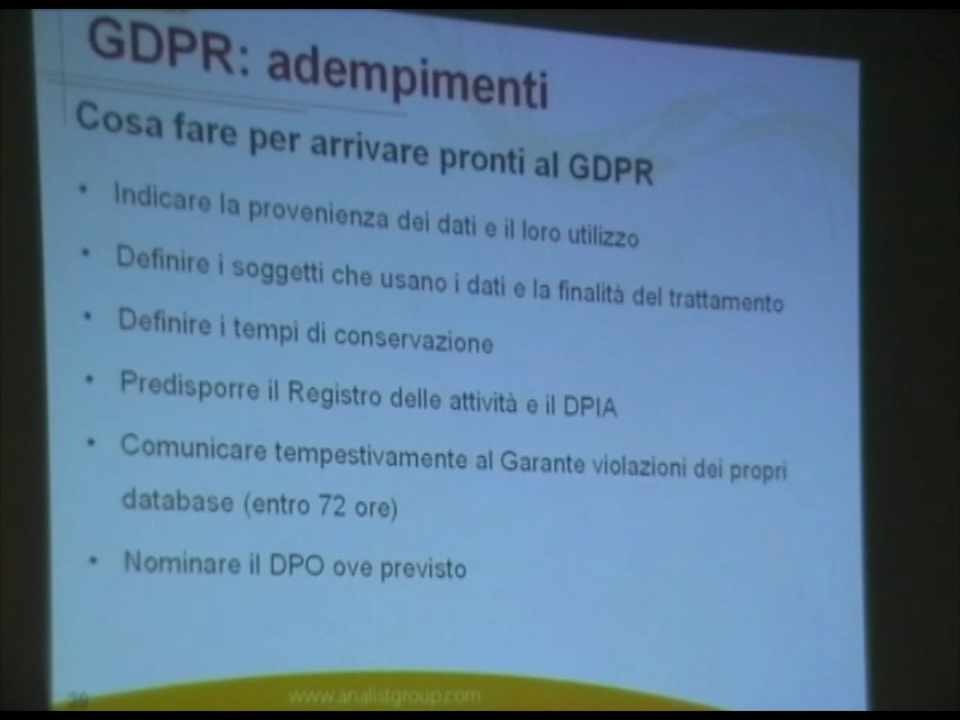 GDPR: adempimenti
Cosa fare per arrivare pronti al GDPR
• Indicare la provenienza dei dati e il loro utilizzo
• Definire i soggetti che usano i dati e la finalità del trattamento
• Definire i tempi di conservazione
• Predisporre il Registro delle attività e il DPIA
• Comunicare tempestivamente al Garante violazioni dei propri
database (entro 72 ore)
• Nominare il DPO ove previsto
www.analistgroup.com